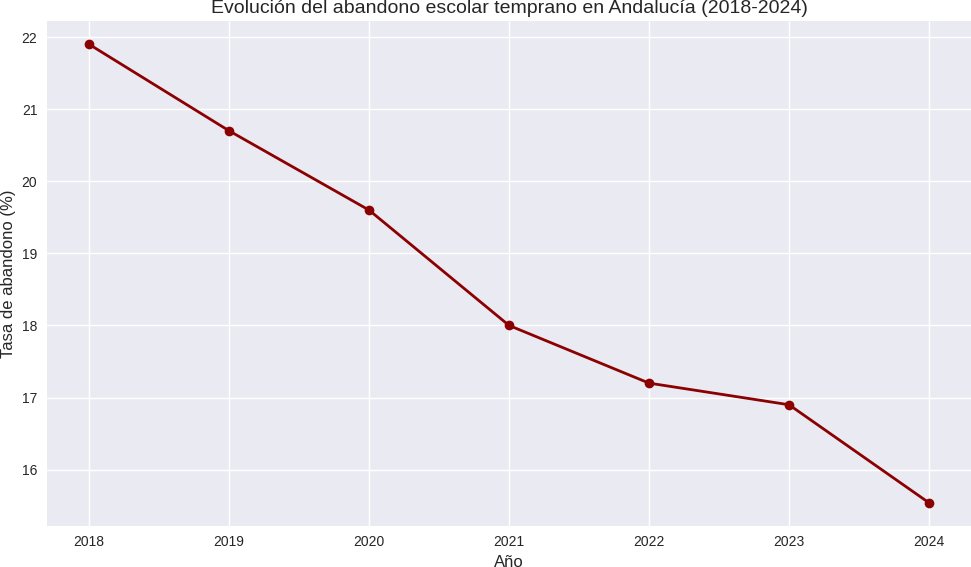 Evolución del abandono escolar temprano en Andalucía (2018-2024)
Tasa de abandono (%)
22
21
20
19
18
17
16
2018 2019 2020 2021 2022 2023 2024
Año